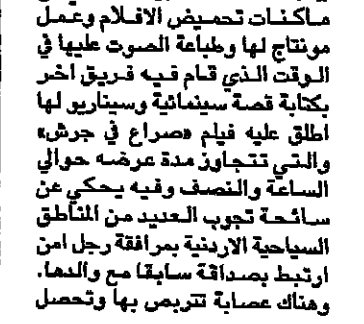 ماكنات تحميض الافلام وعمل
مونتاج لها وطباعة الصوت عليها في
الوقت الذي قام فيه فريق اخر
بكتابة قصة سينمائية وسيناريو لها
اطلق عليه فيلم «صراع في جرش»
والتي تتجاوز مدة عرضه حوالي
الساعة والنصف وفيه يحكي عن
سائحة تجوب العديد من المناطق
السياحية الاردنية بمرافقة رجل امن
ارتبط بصداقة سابقا مع والدها.
وهناك عصابة تتربص بها وتحصل